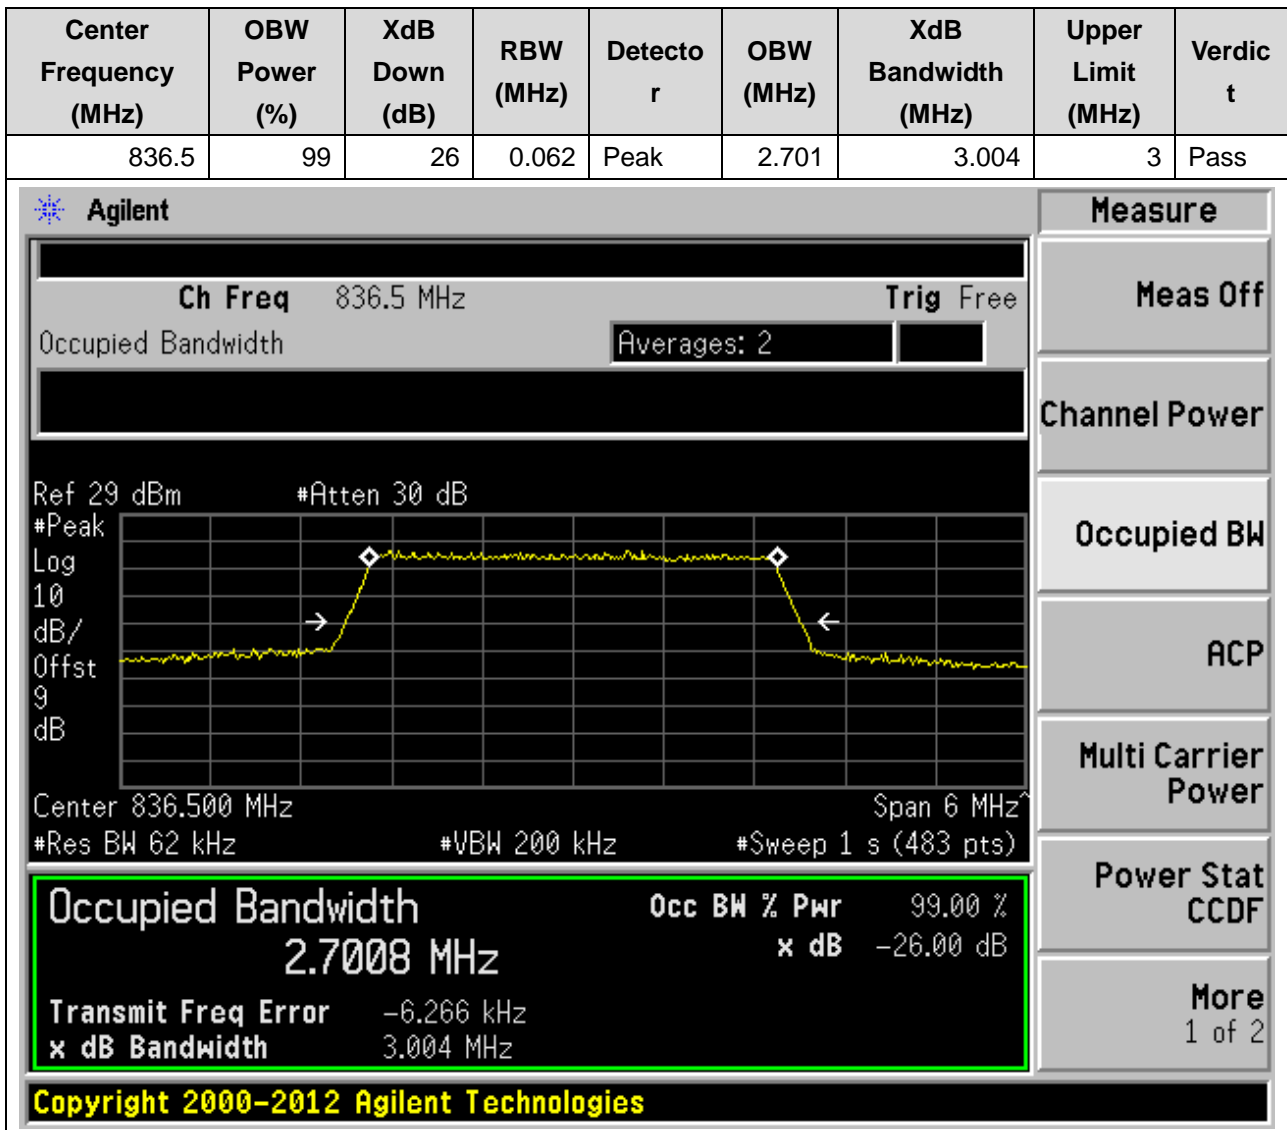 Center Frequency (MHz) OBW Power (%) XdB Down (dB) RBW (MHz) Detecto r OBW (MHz) XdB Bandwidth (MHz) Upper Limit (MHz) Verdic t
836.5 99 26 0.062 Peak 2.701 3.004 3 Pass
Agilent
Measure
Ch Freq 836.5 MHz Trig Free
Meas Off
Occupied Bandwidth Averages: 2
Channel Power
Ref 29 dBm #Atten 30 dB
#Peak
Log
10
dB/
Offst
9
dB
Occupied BW
ACP
Multi Carrier
Power
Center 836.500 MHz Span 6 MHz^
#Res BW 62 kHz #VBW 200 kHz #Sweep 1 s (483 pts)
Power Stat
CCDF
Occupied Bandwidth Occ BW % Pwr 99.00 %
2.7008 MHz x dB -26.00 dB
Transmit Freq Error -6.266 kHz
x dB Bandwidth 3.004 MHz
More
1 of 2
Copyright 2000-2012 Agilent Technologies